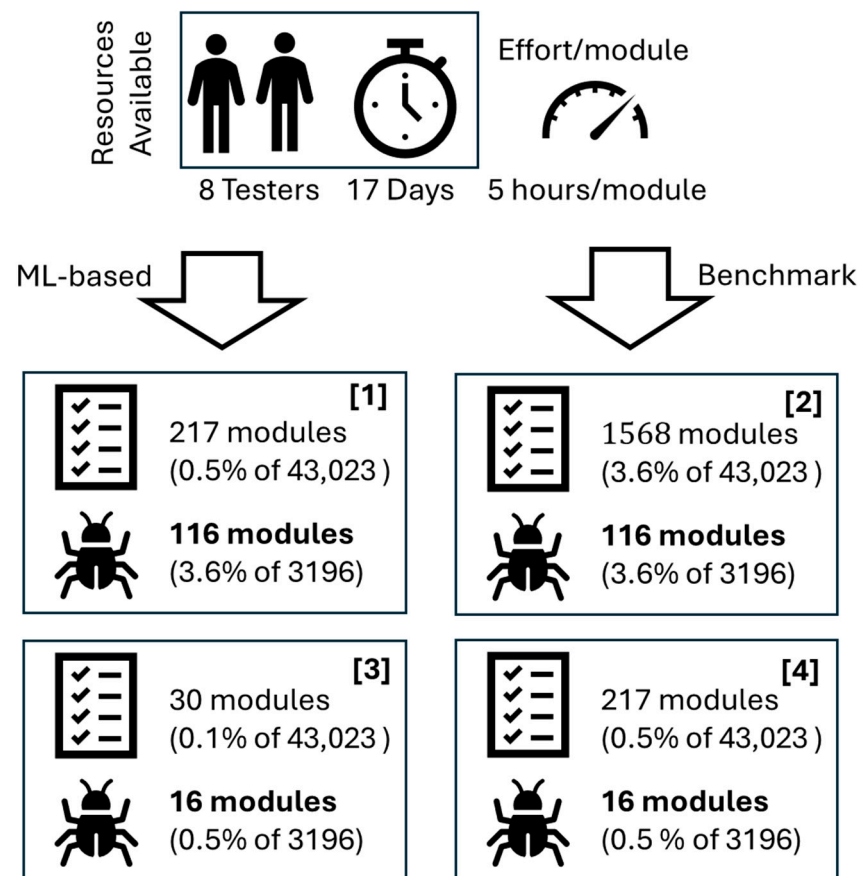 Resources
Available
Effort/module
8 Testers
17 Days
5 hours/module
ML-based
Benchmark
[1]
217 modules
(0.5% of 43,023 )
116 modules
(3.6% of 3196)
[2]
1568 modules
(3.6% of 43,023 )
116 modules
(3.6% of 3196)
[3]
30 modules
(0.1% of 43,023 )
16 modules
(0.5% of 3196)
[4]
217 modules
(0.5% of 43,023 )
16 modules
(0.5 % of 3196)